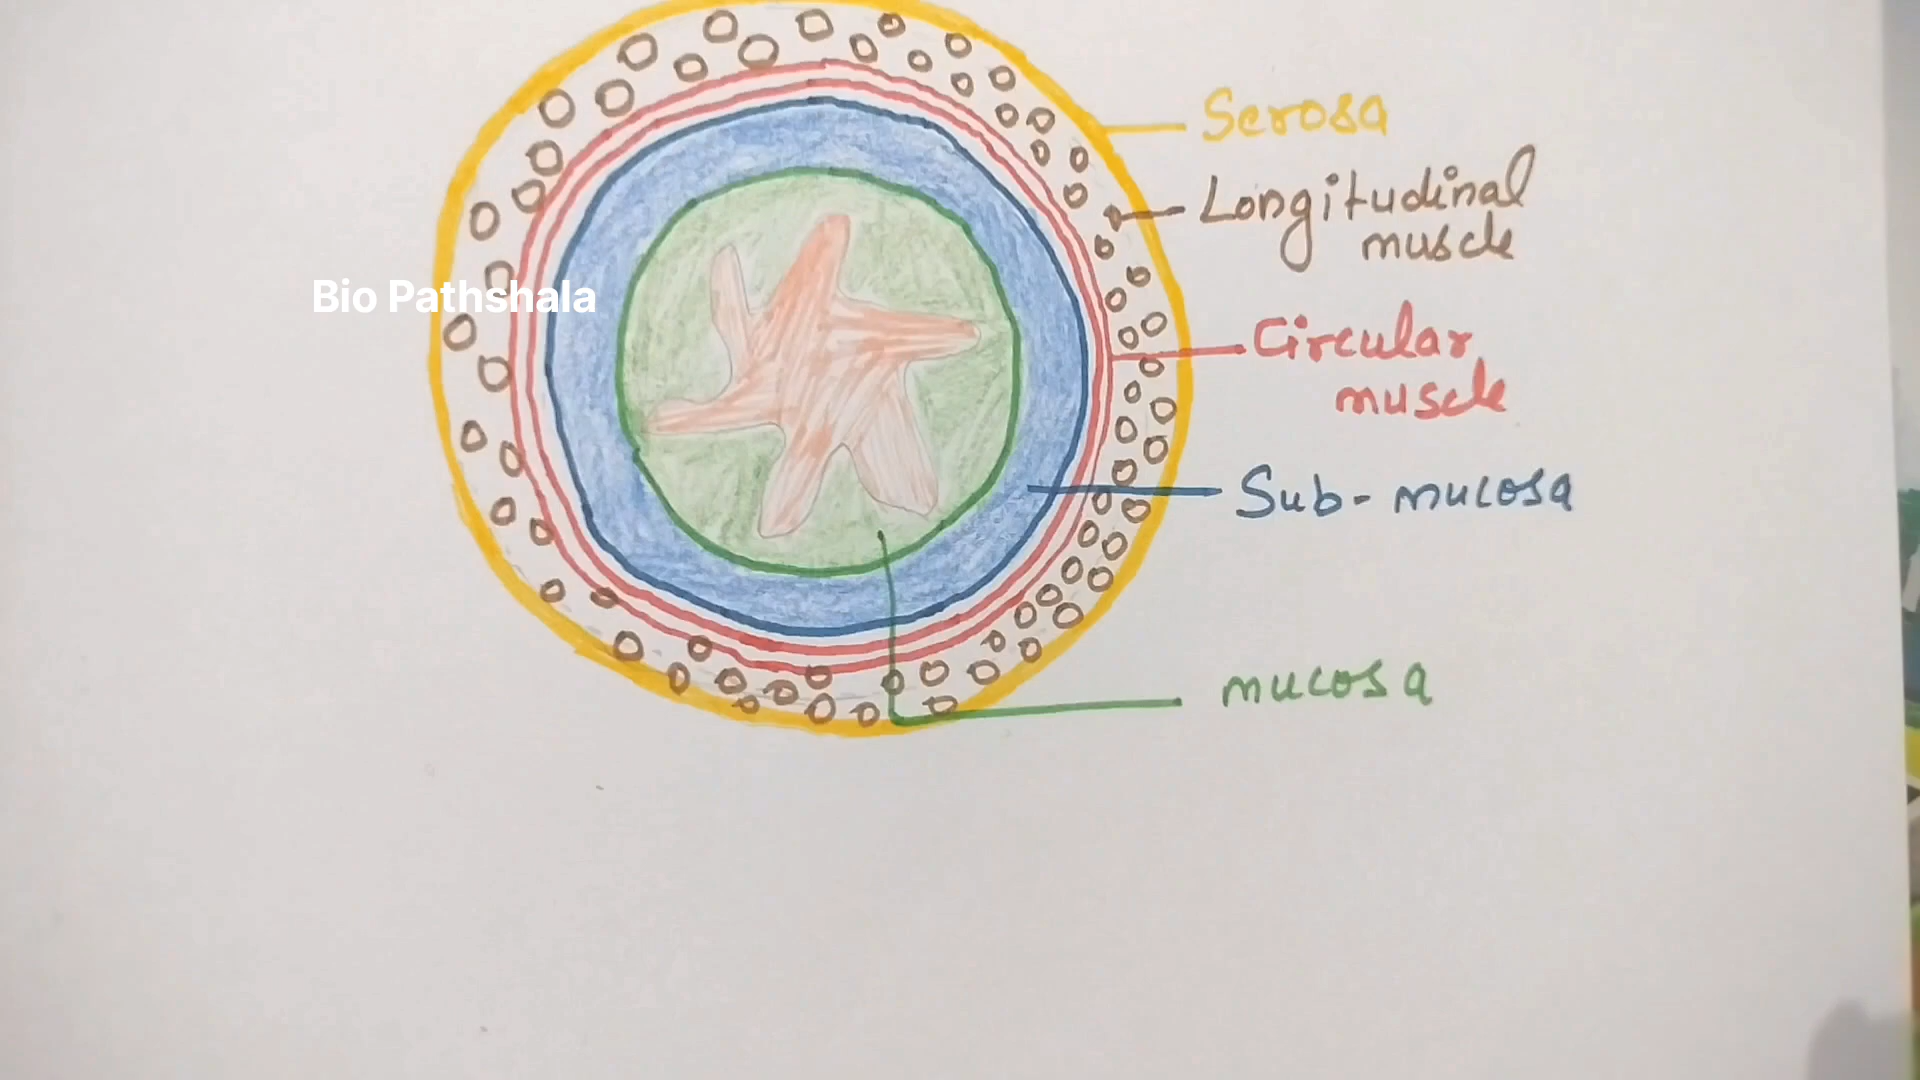 Serosa
Longitudinal
muscle
Bio Pathshala
Circular
muscle
Sub-mucosa
mucosa